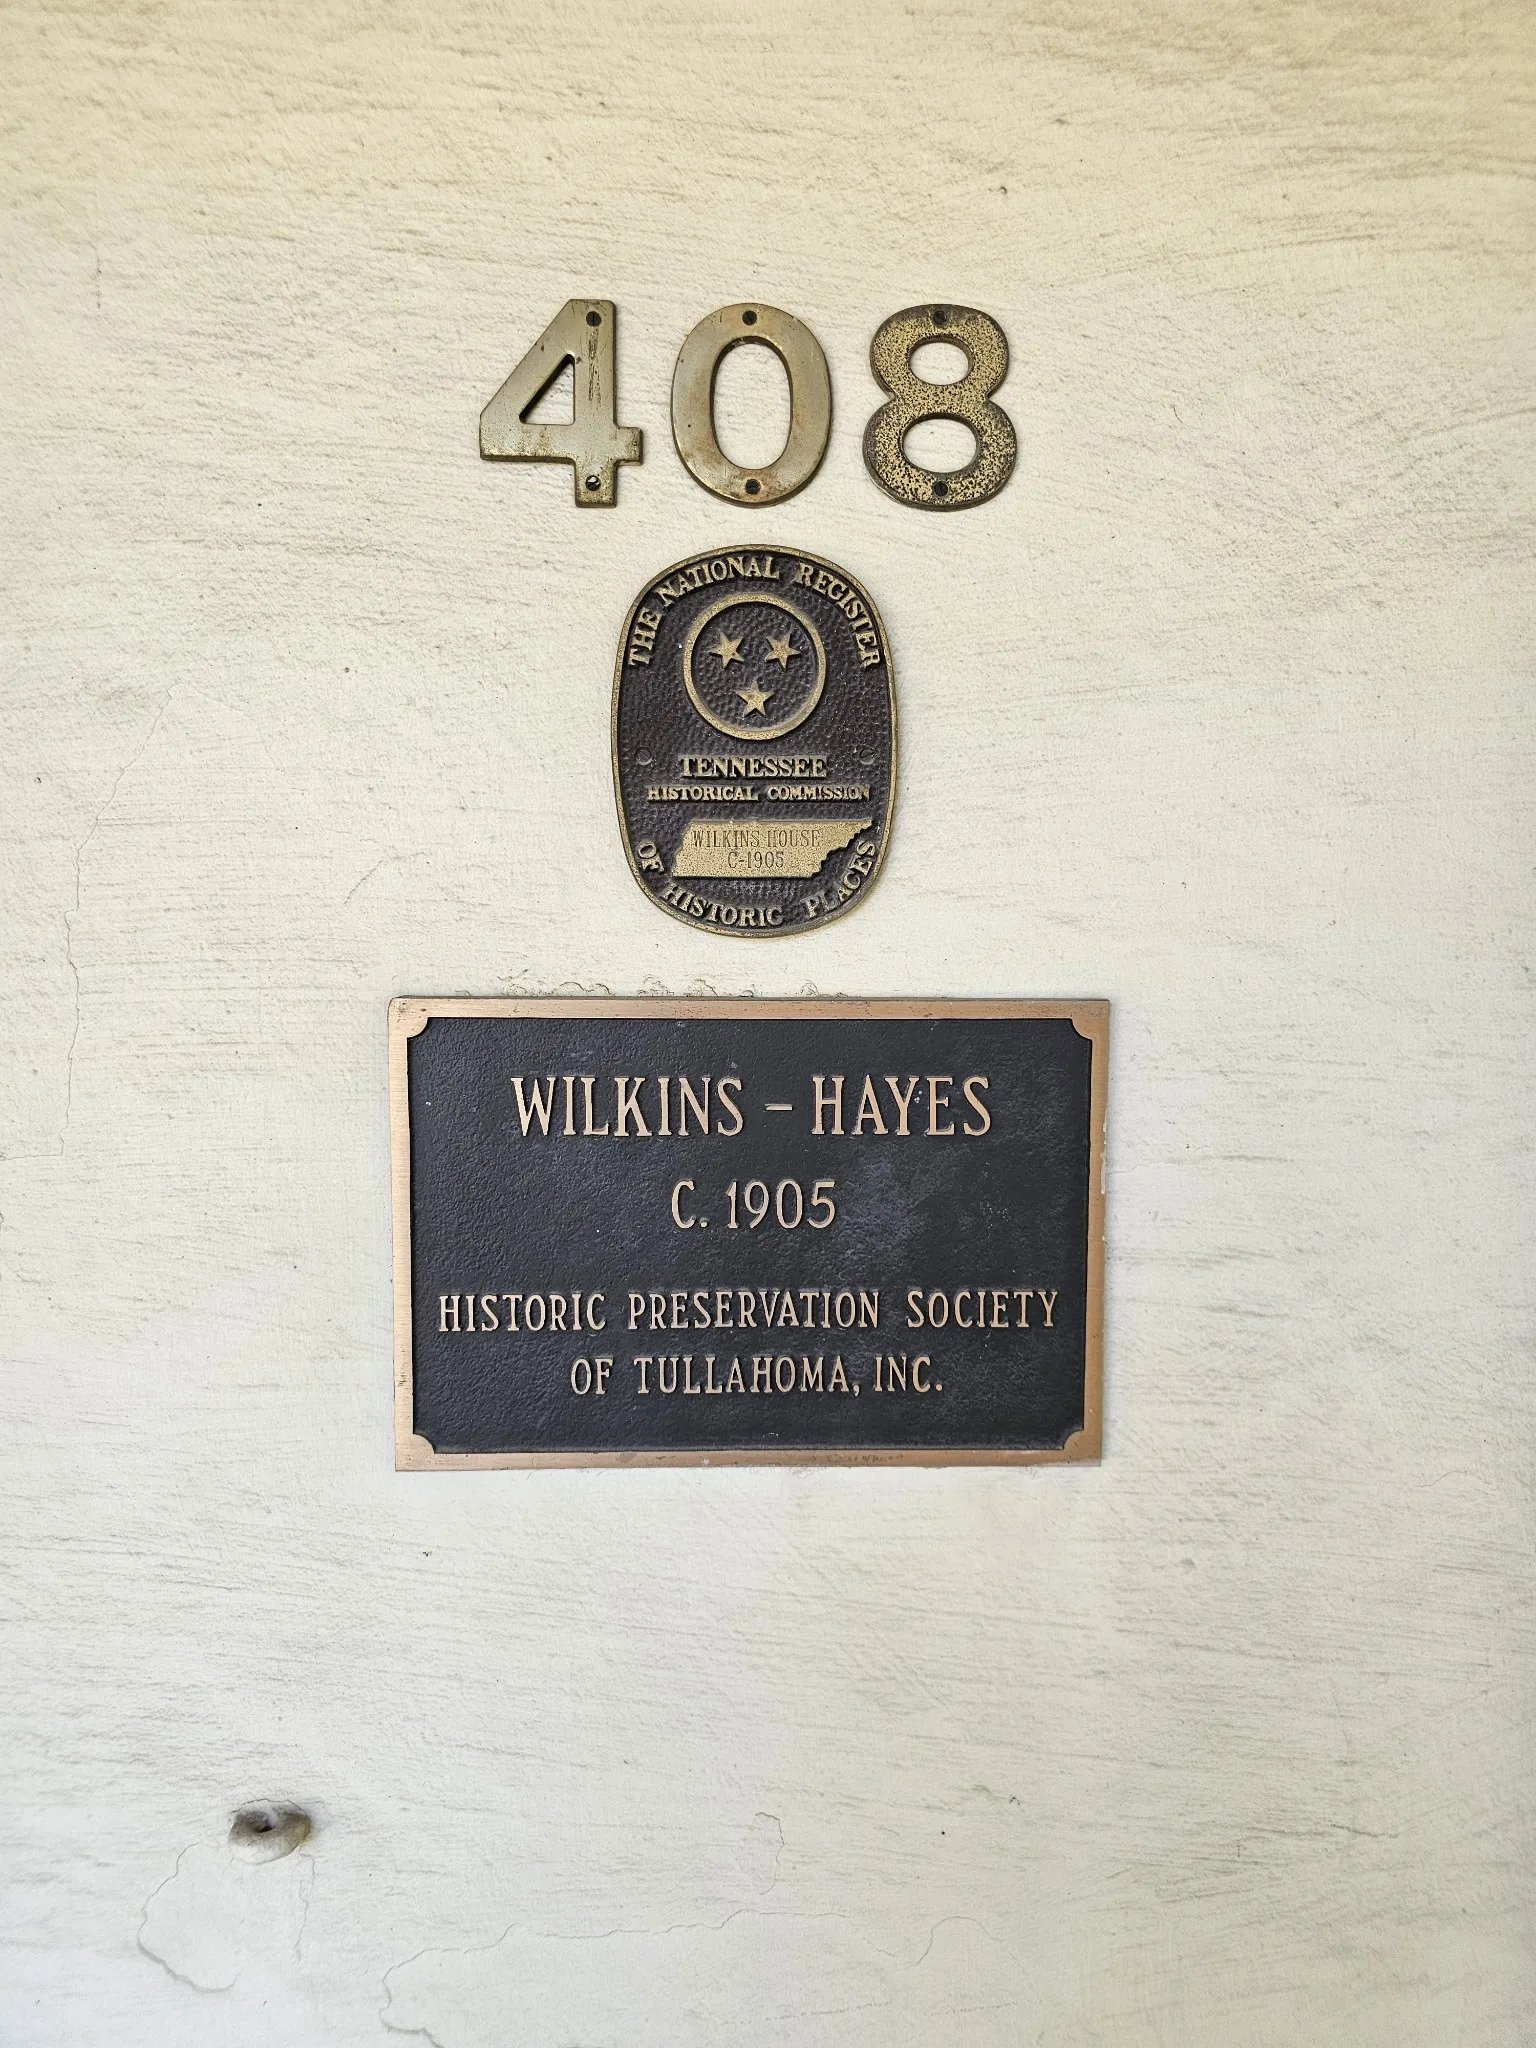 408
THE NATIONAL REGISTER
TENNESSEE
HISTORICAL COMMISSION
WILKINS HOUSE
C-1905
OF HISTORIC PLACES
WILKINS – HAYES
C. 1905
HISTORIC PRESERVATION SOCIETY
OF TULLAHOMA, INC.